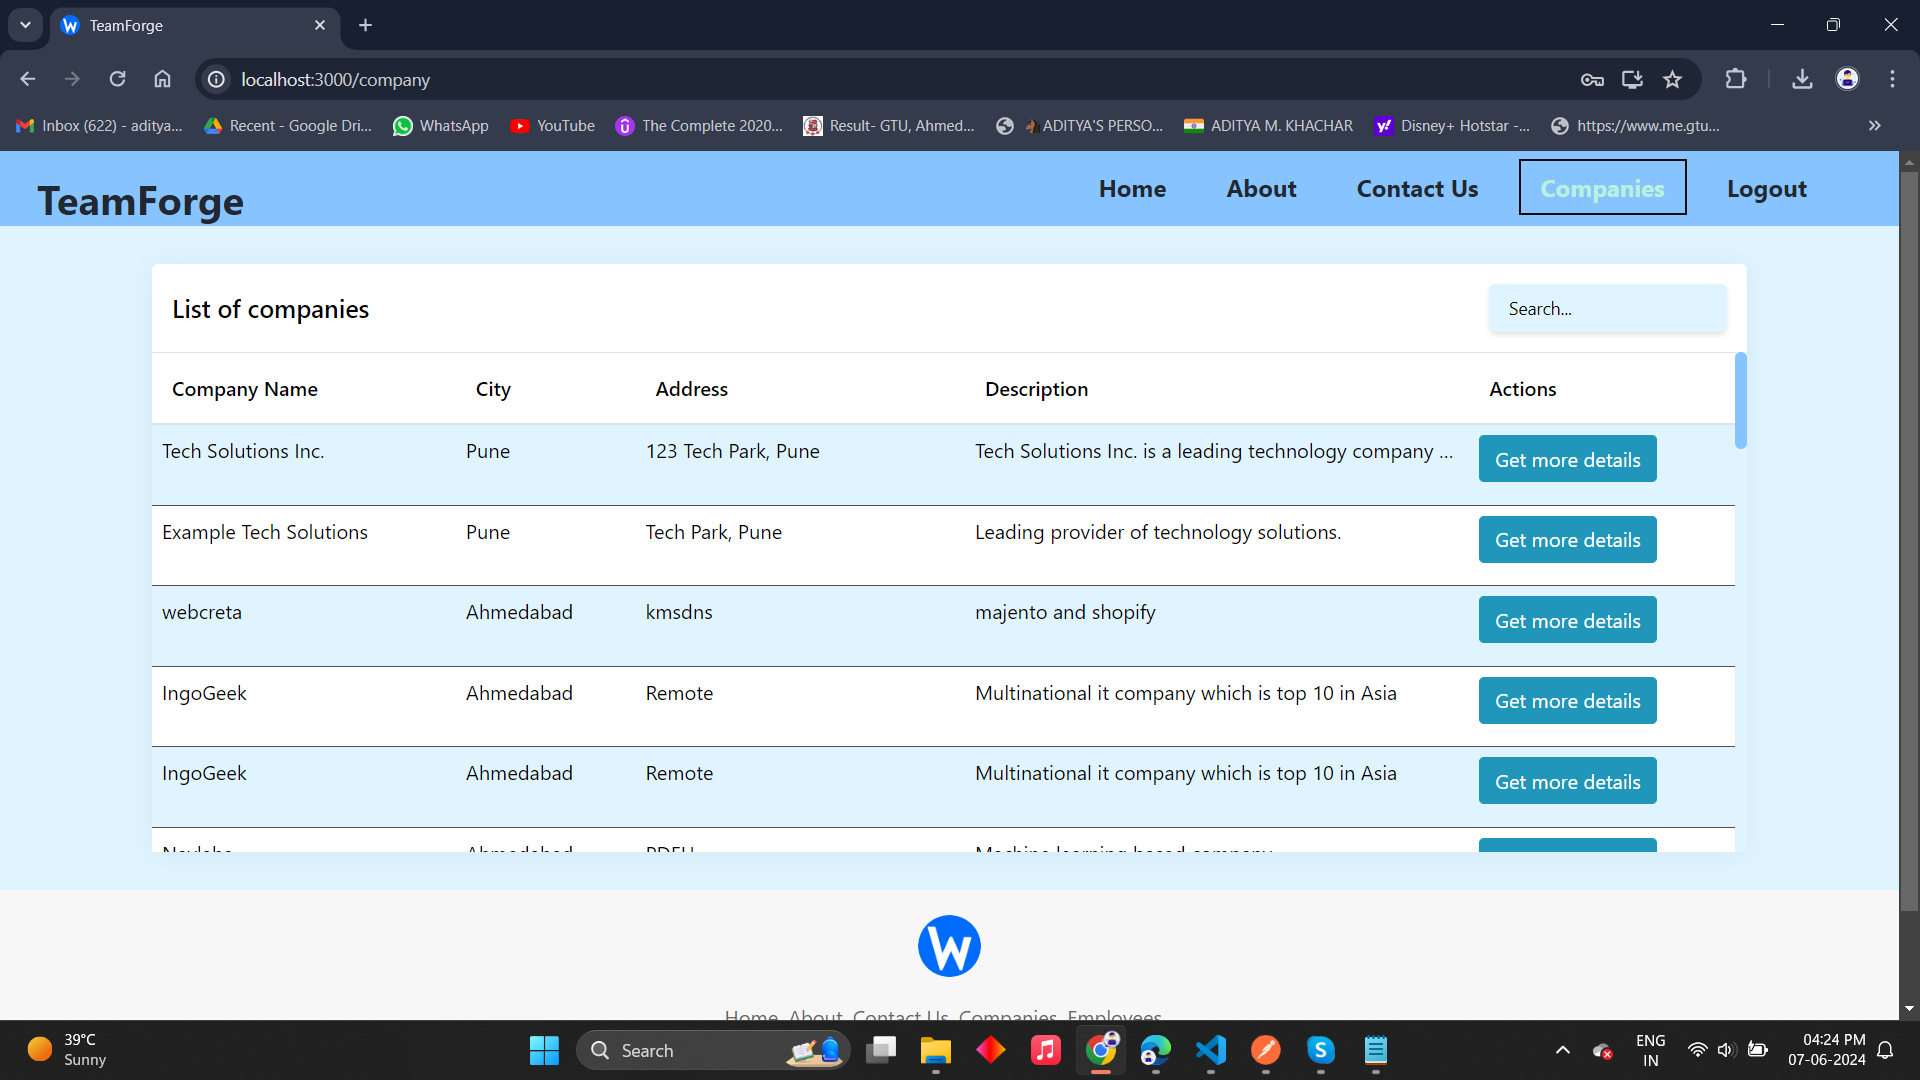 TeamForge
localhost:3000/company
Inbox (622) - aditya...
Recent - Google Dri...
WhatsApp
YouTube
The Complete 2020...
Result- GTU, Ahmed...
ADITYA'S PERSO...
ADITYA M. KHACHAR
Disney+ Hotstar -...
https://www.me.gtu...
TeamForge
Home
About
Contact Us
Companies
Logout
List of companies
Search...
Company Name City Address Description Actions
Tech Solutions Inc. Pune 123 Tech Park, Pune Tech Solutions Inc. is a leading technology company ... Get more details
Example Tech Solutions Pune Tech Park, Pune Leading provider of technology solutions. Get more details
webcreta Ahmedabad kmsdns majento and shopify Get more details
IngoGeek Ahmedabad Remote Multinational it company which is top 10 in Asia Get more details
IngoGeek Ahmedabad Remote Multinational it company which is top 10 in Asia Get more details
Ahmedabad PDEU Machine learning based company
W
Home About Contact Us Companies Employees
39°C
Sunny
Search
ENG
IN
04:24 PM
07-06-2024